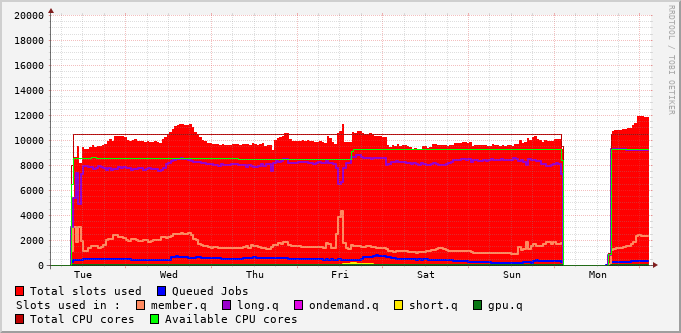 20000
18000
16000
14000
12000
10000
8000
6000
4000
2000
0
Tue Wed Thu Fri Sat Sun Mon
Total slots used Queued Jobs
Slots used in : member.q long.q ondemand.q short.q gpu.q
Total CPU cores Available CPU cores
RRDTOOL / TOBI OETIKER